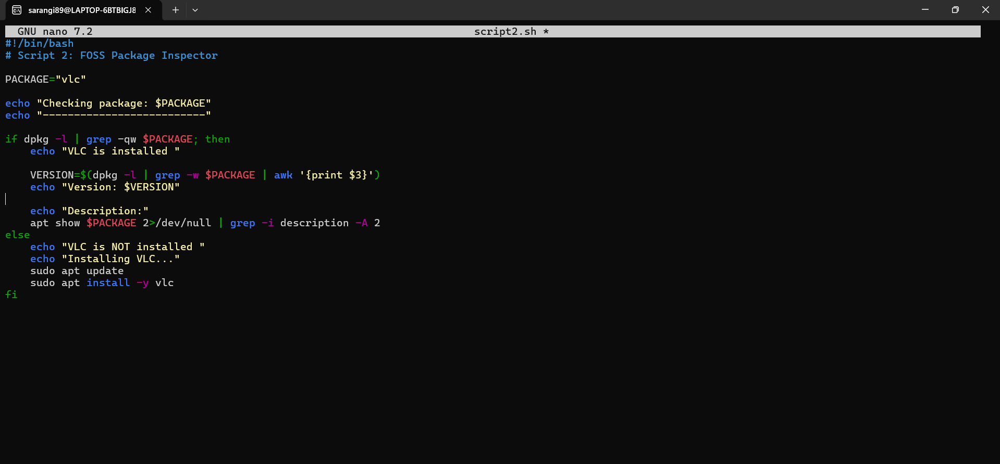 sarangi89@LAPTOP-6BTBIGJ8
GNU nano 7.2 script2.sh *
#!/bin/bash
# Script 2: FOSS Package Inspector
PACKAGE="vlc"
echo "Checking package: $PACKAGE"
echo "--------------------------"
if dpkg -l | grep -qw $PACKAGE; then
    echo "VLC is installed "
    VERSION=$(dpkg -l | grep -w $PACKAGE | awk '{print $3}')
    echo "Version: $VERSION"
    echo "Description:"
    apt show $PACKAGE 2>/dev/null | grep -i description -A 2
else
    echo "VLC is NOT installed "
    echo "Installing VLC..."
    sudo apt update
    sudo apt install -y vlc
fi